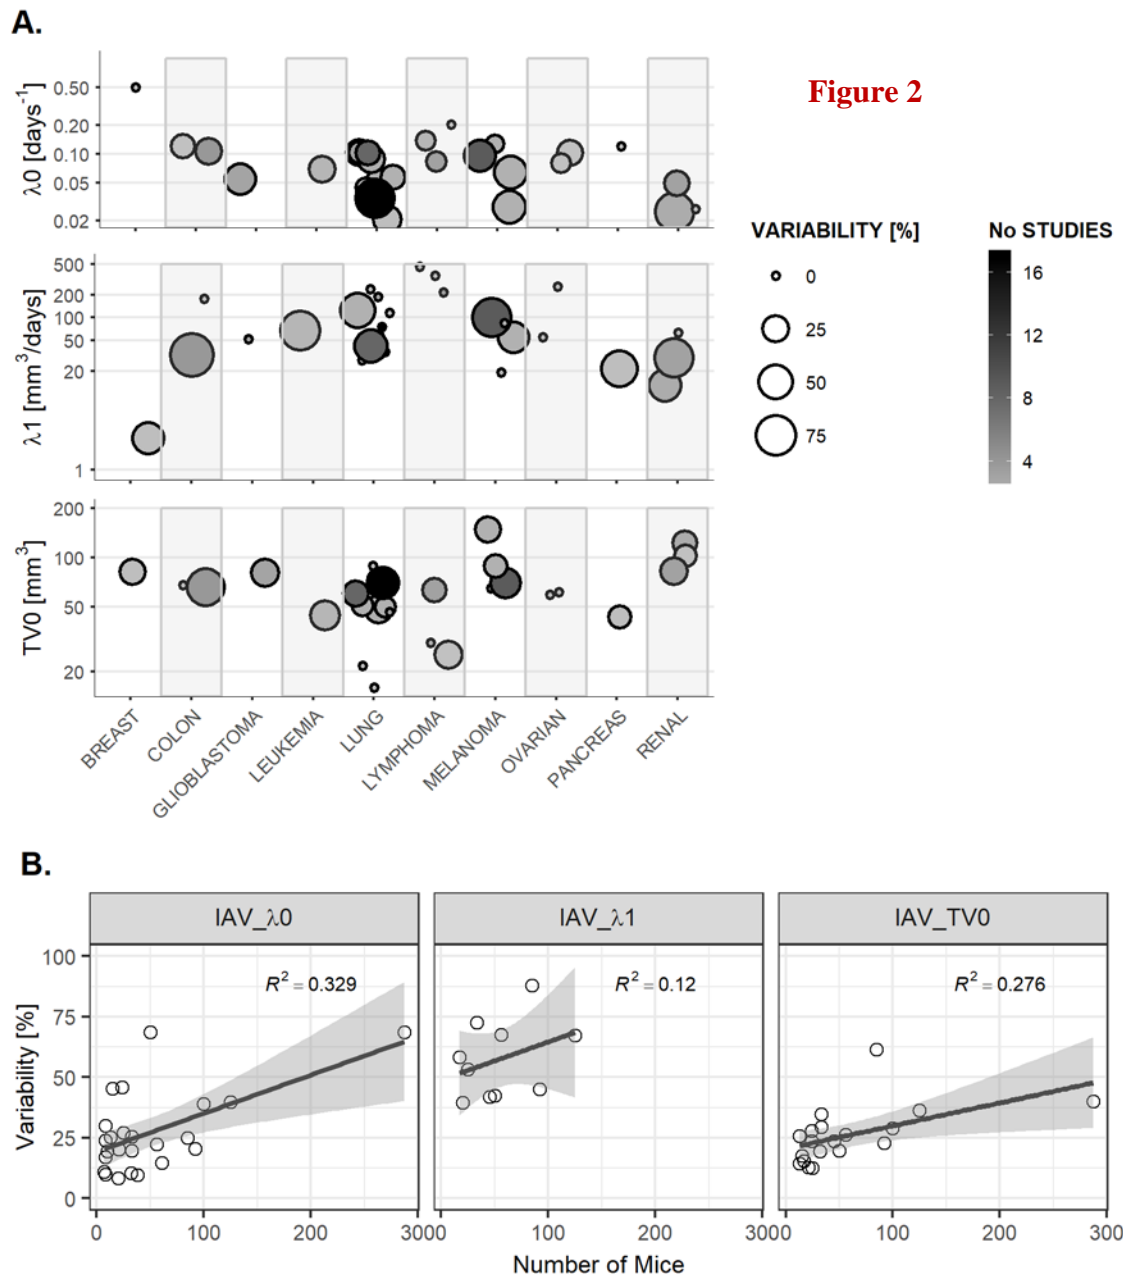 A.
Figure 2
λ0 [days⁻¹]
0.50
0.20
0.10
0.05
0.02
λ1 [mm³/days]
500
200
100
50
20
1
TV0 [mm³]
200
100
50
20
BREAST
COLON
GLIOBLASTOMA
LEUKEMIA
LUNG
LYMPHOMA
MELANOMA
OVARIAN
PANCREAS
RENAL
VARIABILITY [%]
0
25
50
75
No STUDIES
16
12
8
4
B.
IAV_λ0 IAV_λ1 IAV_TV0
R² = 0.329 R² = 0.12 R² = 0.276
Variability [%]
100
75
50
25
0
0 100 200 300 0 100 200 300 0 100 200 300
Number of Mice